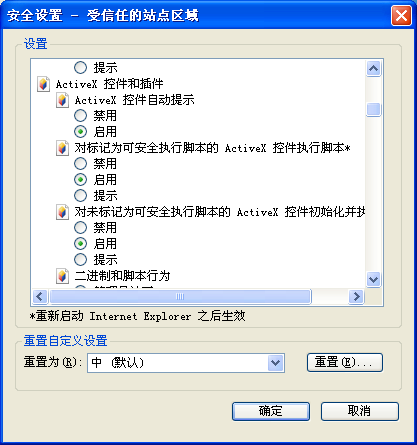 安全设置 - 受信任的站点区域
设置
提示
ActiveX 控件和插件
ActiveX 控件自动提示
禁用
启用
对标记为可安全执行脚本的 ActiveX 控件执行脚本*
禁用
启用
提示
对未标记为可安全执行脚本的 ActiveX 控件初始化并执
禁用
启用
提示
二进制和脚本行为
*重新启动 Internet Explorer 之后生效
重置自定义设置
重置为(R): 中 (默认) 重置(E)...
确定 取消